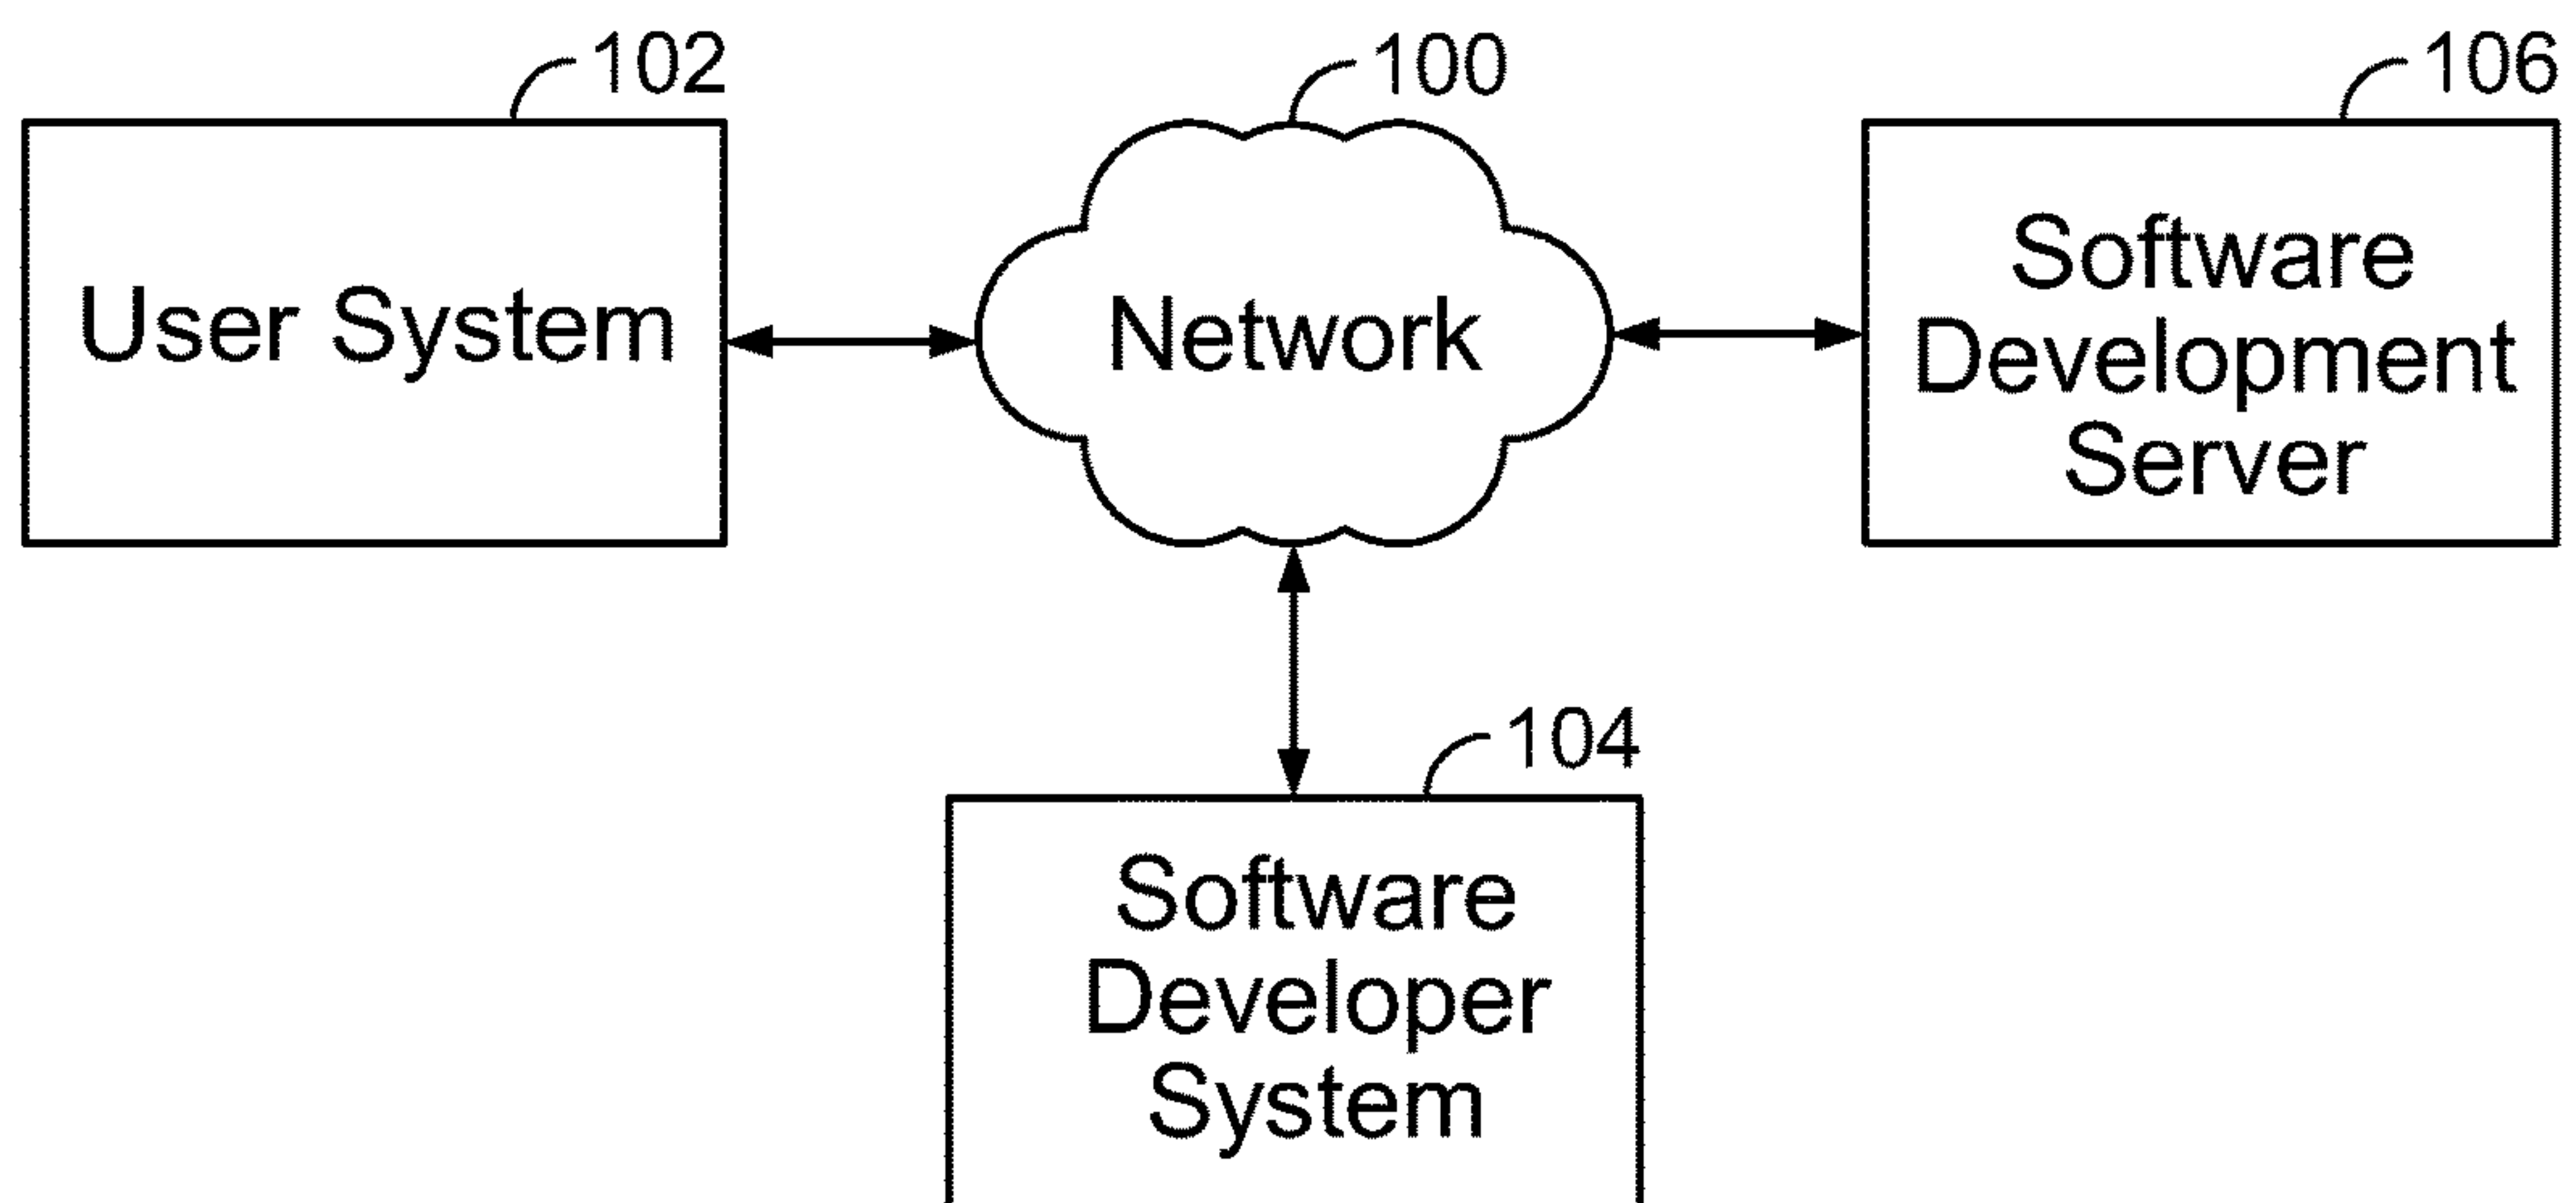 102
100
106
User System
Network
Software
Development
Server
104
Software
Developer
System